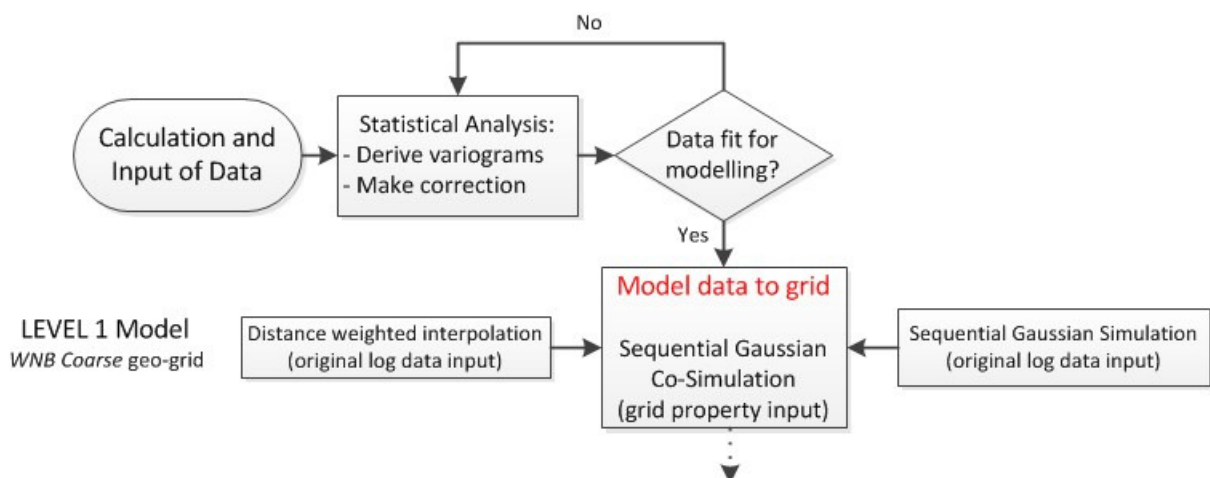 No
Calculation and
Input of Data
Statistical Analysis:
- Derive variograms
- Make correction
Data fit for
modelling?
Yes
Model data to grid
LEVEL 1 Model
WNB Coarse geo-grid
Distance weighted interpolation
(original log data input)
Sequential Gaussian
Co-Simulation
(grid property input)
Sequential Gaussian Simulation
(original log data input)